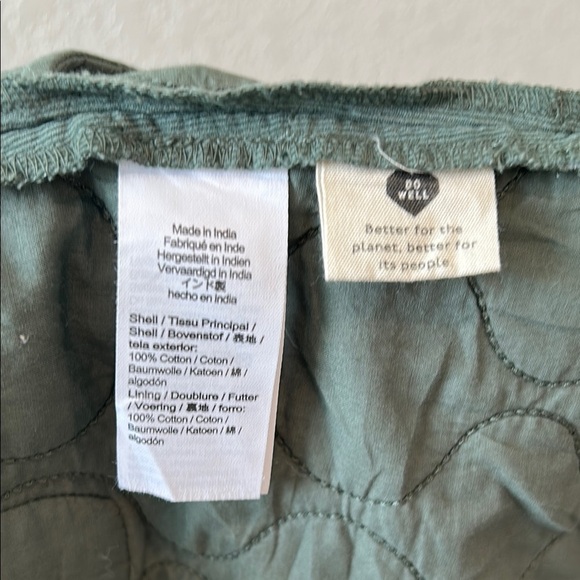 Made in India
Fabriqué en Inde
Hergestellt in Indien
Vervaardigd in India
インド製
hecho en india
Shell / Tissu Principal /
Shell / Bovenstof / 表地 /
tela exterior:
100% Cotton / Coton /
Baumwolle / Katoen / 綿 /
algodón
Lining / Doublure / Futter
/ Voering / 裏地 / forro:
100% Cotton / Coton /
Baumwolle / Katoen / 綿 /
algodón
DO
WELL
Better for the
planet, better for
its people.